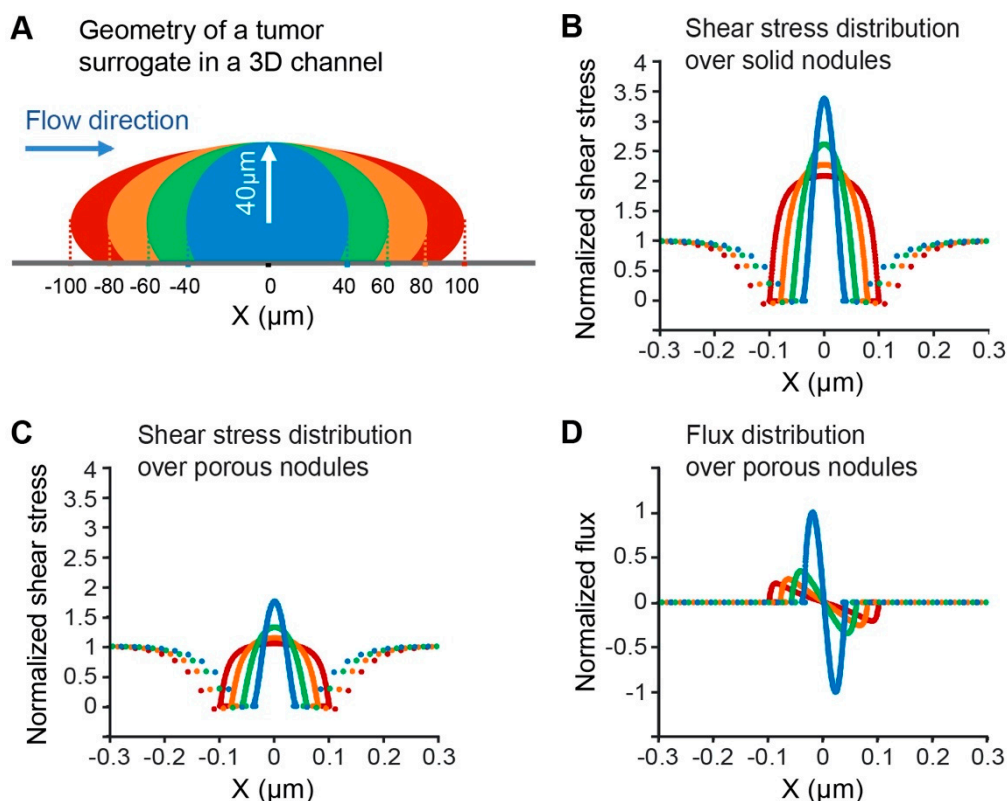 A
Geometry of a tumor
surrogate in a 3D channel
Flow direction
40μm
-100 -80 -60 -40 0 40 60 80 100
X (μm)
B
Shear stress distribution
over solid nodules
Normalized shear stress
4
3.5
3
2.5
2
1.5
1
0.5
0
-0.3 -0.2 -0.1 0 0.1 0.2 0.3
X (μm)
C
Shear stress distribution
over porous nodules
Normalized shear stress
4
3.5
3
2.5
2
1.5
1
0.5
0
-0.3 -0.2 -0.1 0 0.1 0.2 0.3
X (μm)
D
Flux distribution
over porous nodules
Normalized flux
1
0.5
0
-0.5
-1
-0.3 -0.2 -0.1 0 0.1 0.2 0.3
X (μm)